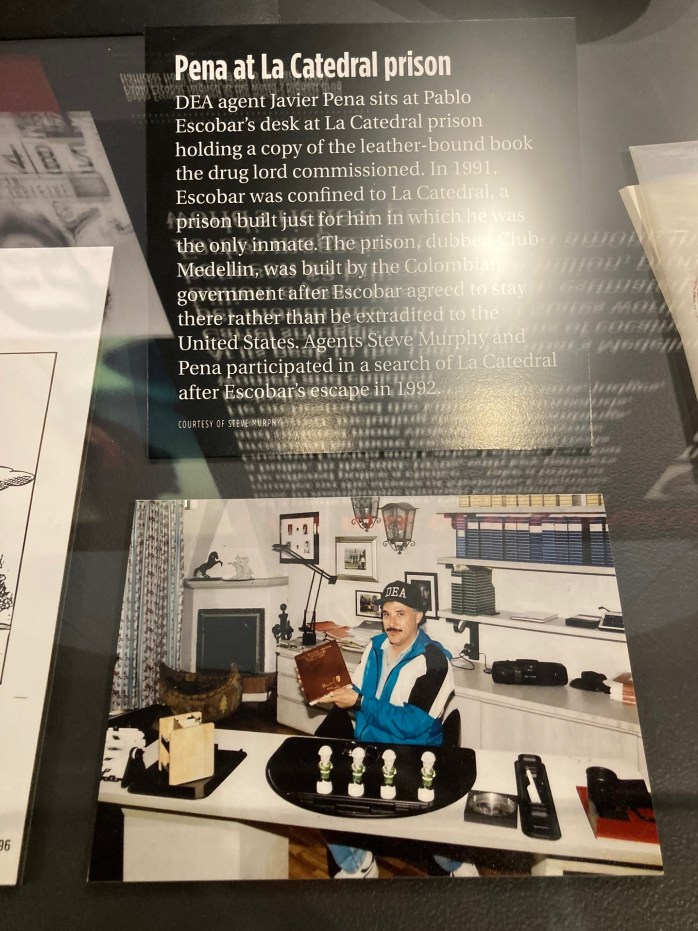 Pena at La Catedral prison
DEA agent Javier Pena sits at Pablo
Escobar's desk at La Catedral prison
holding a copy of the leather-bound book
the drug lord commissioned. In 1991,
Escobar was confined to La Catedral, a
prison built just for him in which he was
the only inmate. The prison, dubbed Club
Medellin, was built by the Colombian
government after Escobar agreed to stay
there rather than be extradited to the
United States. Agents Steve Murphy and
Pena participated in a search of La Catedral
after Escobar's escape in 1992.
COURTESY OF STEVE MURPHY
DEA
96